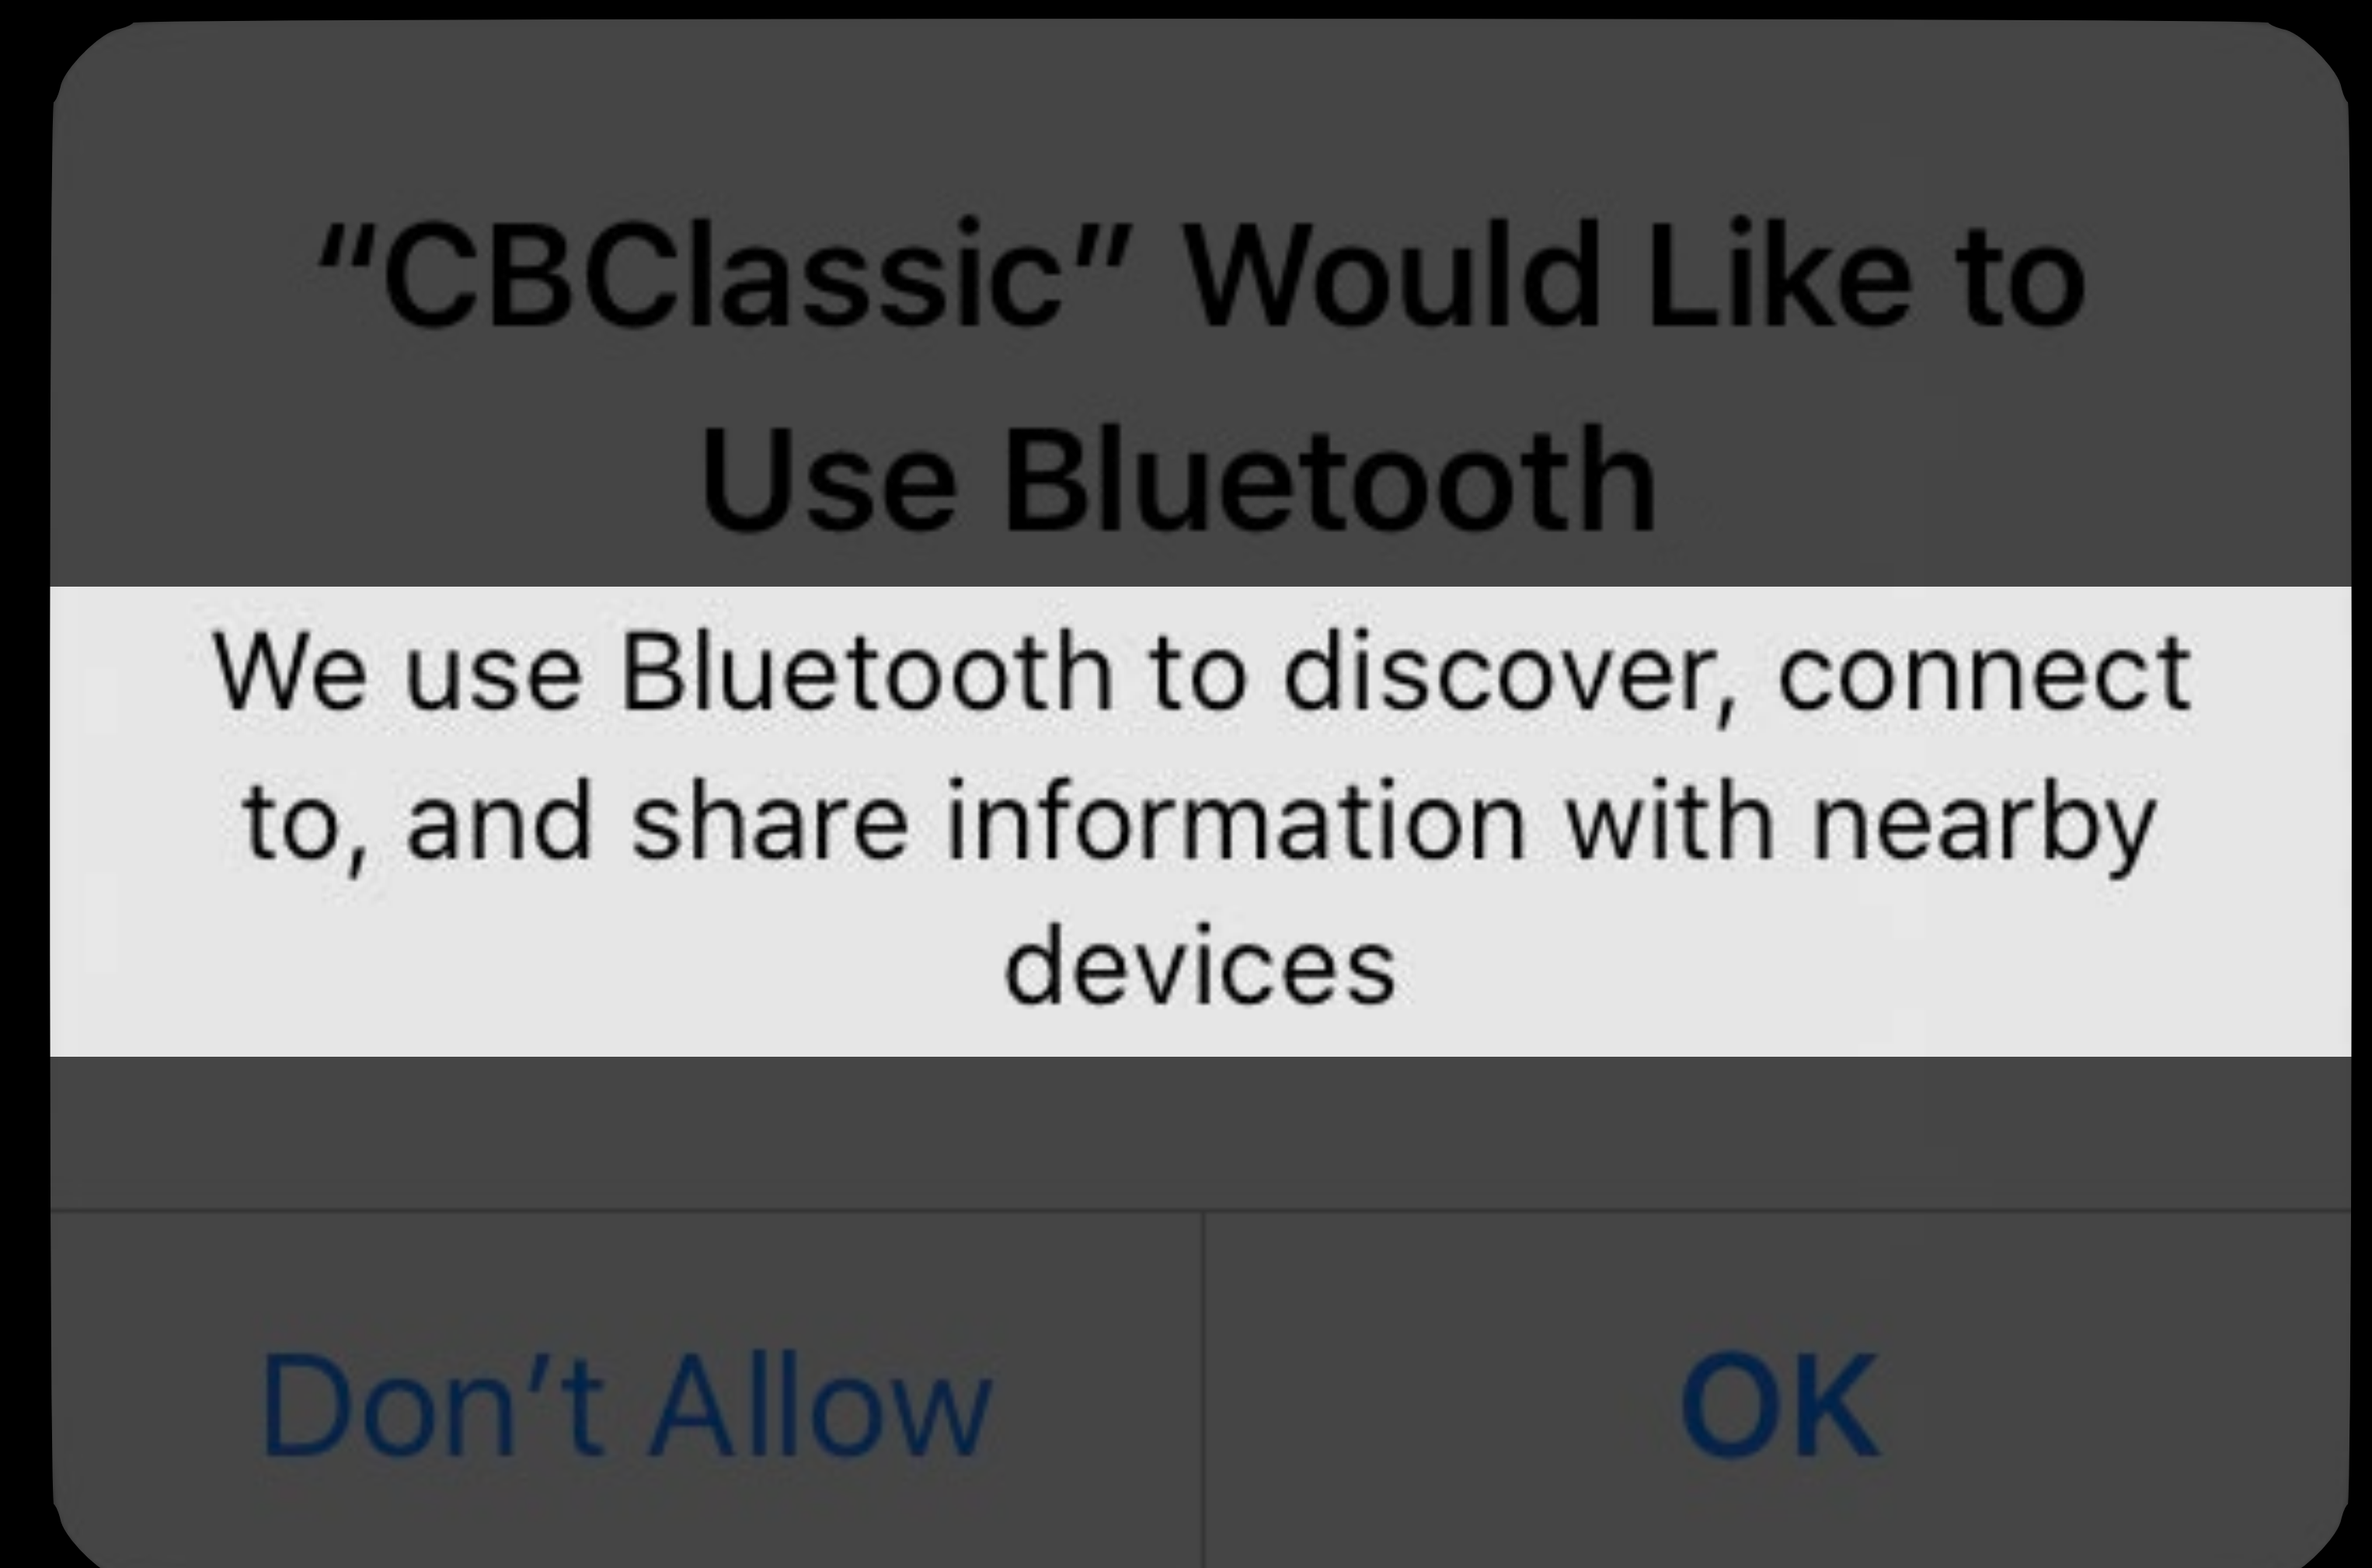 “CBClassic” Would Like to
Use Bluetooth
We use Bluetooth to discover, connect
to, and share information with nearby
devices
Don’t Allow
OK